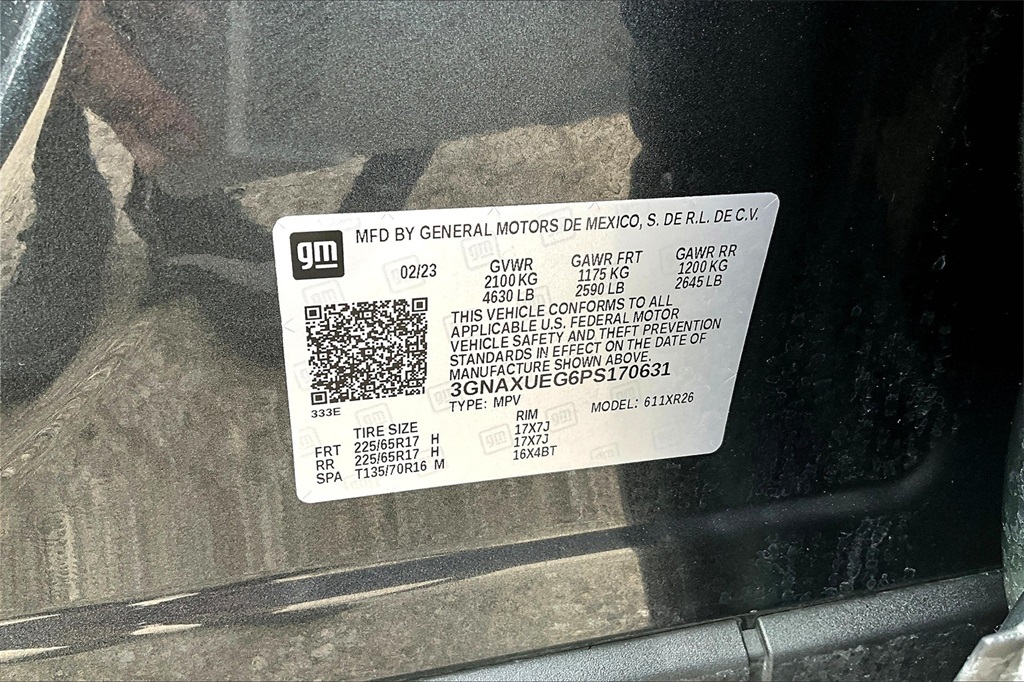 gm
MFD BY GENERAL MOTORS DE MEXICO, S. DE R.L. DE C.V.
02/23
GVWR GAWR FRT GAWR RR
2100 KG 1175 KG 1200 KG
4630 LB 2590 LB 2645 LB
THIS VEHICLE CONFORMS TO ALL
APPLICABLE U.S. FEDERAL MOTOR
VEHICLE SAFETY AND THEFT PREVENTION
STANDARDS IN EFFECT ON THE DATE OF
MANUFACTURE SHOWN ABOVE.
3GNAXUEG6PS170631
TYPE: MPV MODEL: 611XR26
333E
TIRE SIZE RIM
FRT 225/65R17 H 17X7J
RR 225/65R17 H 17X7J
SPA T135/70R16 M 16X4BT